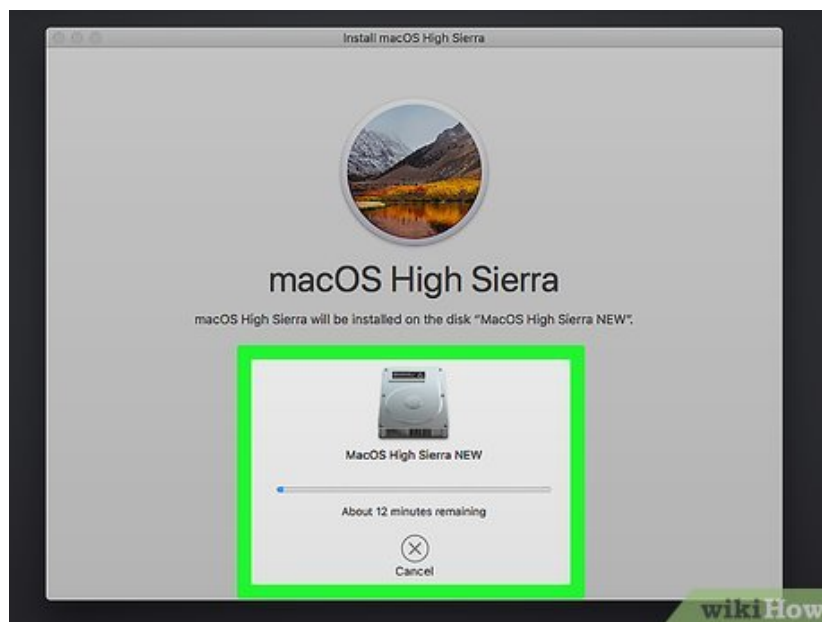 Install macOS High Sierra
macOS High Sierra
macOS High Sierra will be installed on the disk "MacOS High Sierra NEW".
MacOS High Sierra NEW
About 12 minutes remaining
Cancel
wikiHow